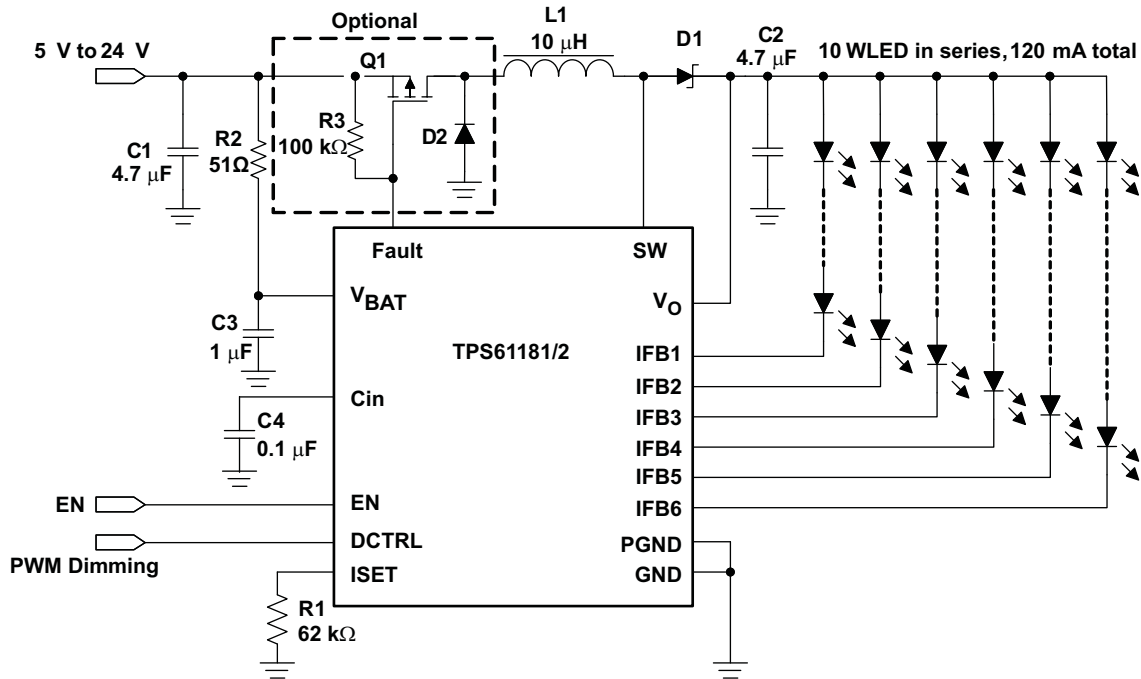 Optional
L1
10 μH
5 V to 24 V
Q1
D1
C2
4.7 μF
10 WLED in series, 120 mA total
R2
51Ω
R3
100 kΩ
D2
C1
4.7 μF
Fault
SW
VBAT
VO
C3
1 μF
TPS61181/2
IFB1
IFB2
Cin
IFB3
C4
0.1 μF
IFB4
IFB5
EN
EN
IFB6
DCTRL
PGND
PWM Dimming
ISET
GND
R1
62 kΩ